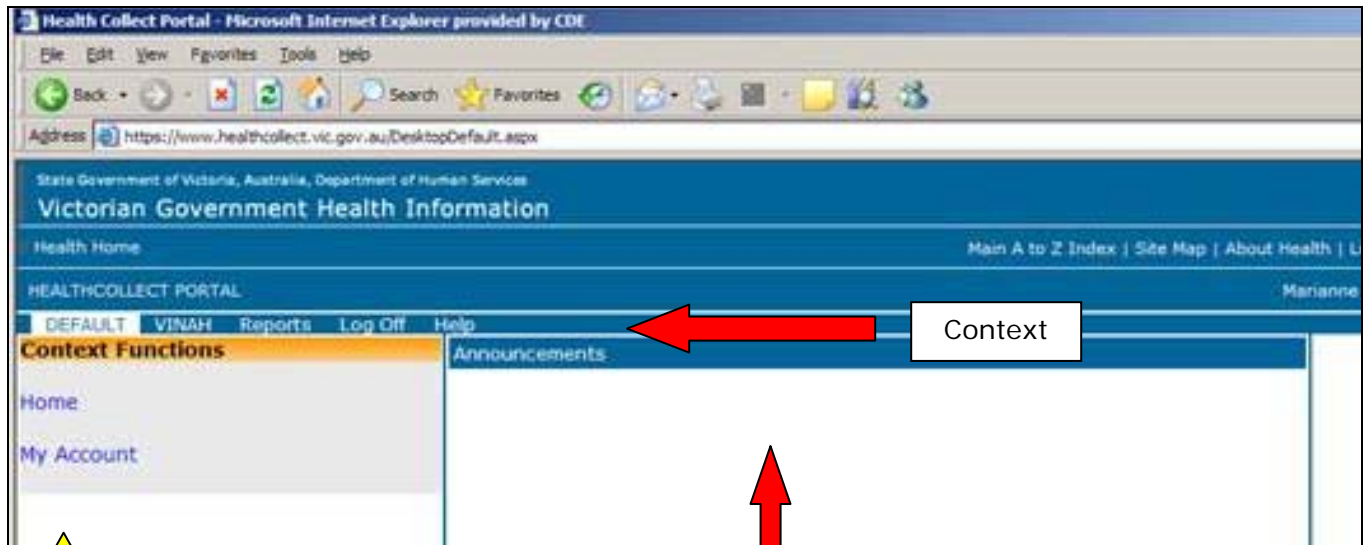 Health Collect Portal - Microsoft Internet Explorer provided by CDE
File Edit View Favorites Tools Help
Back Search Favorites
Address https://www.healthcollect.vic.gov.au/DesktopDefault.aspx
State Government of Victoria, Australia, Department of Human Services
Victorian Government Health Information
Health Home Main A to Z Index | Site Map | About Health |
HEALTHCOLLECT PORTAL Marianne
DEFAULT VINAH Reports Log Off Help
Context
Context Functions Announcements
Home
My Account